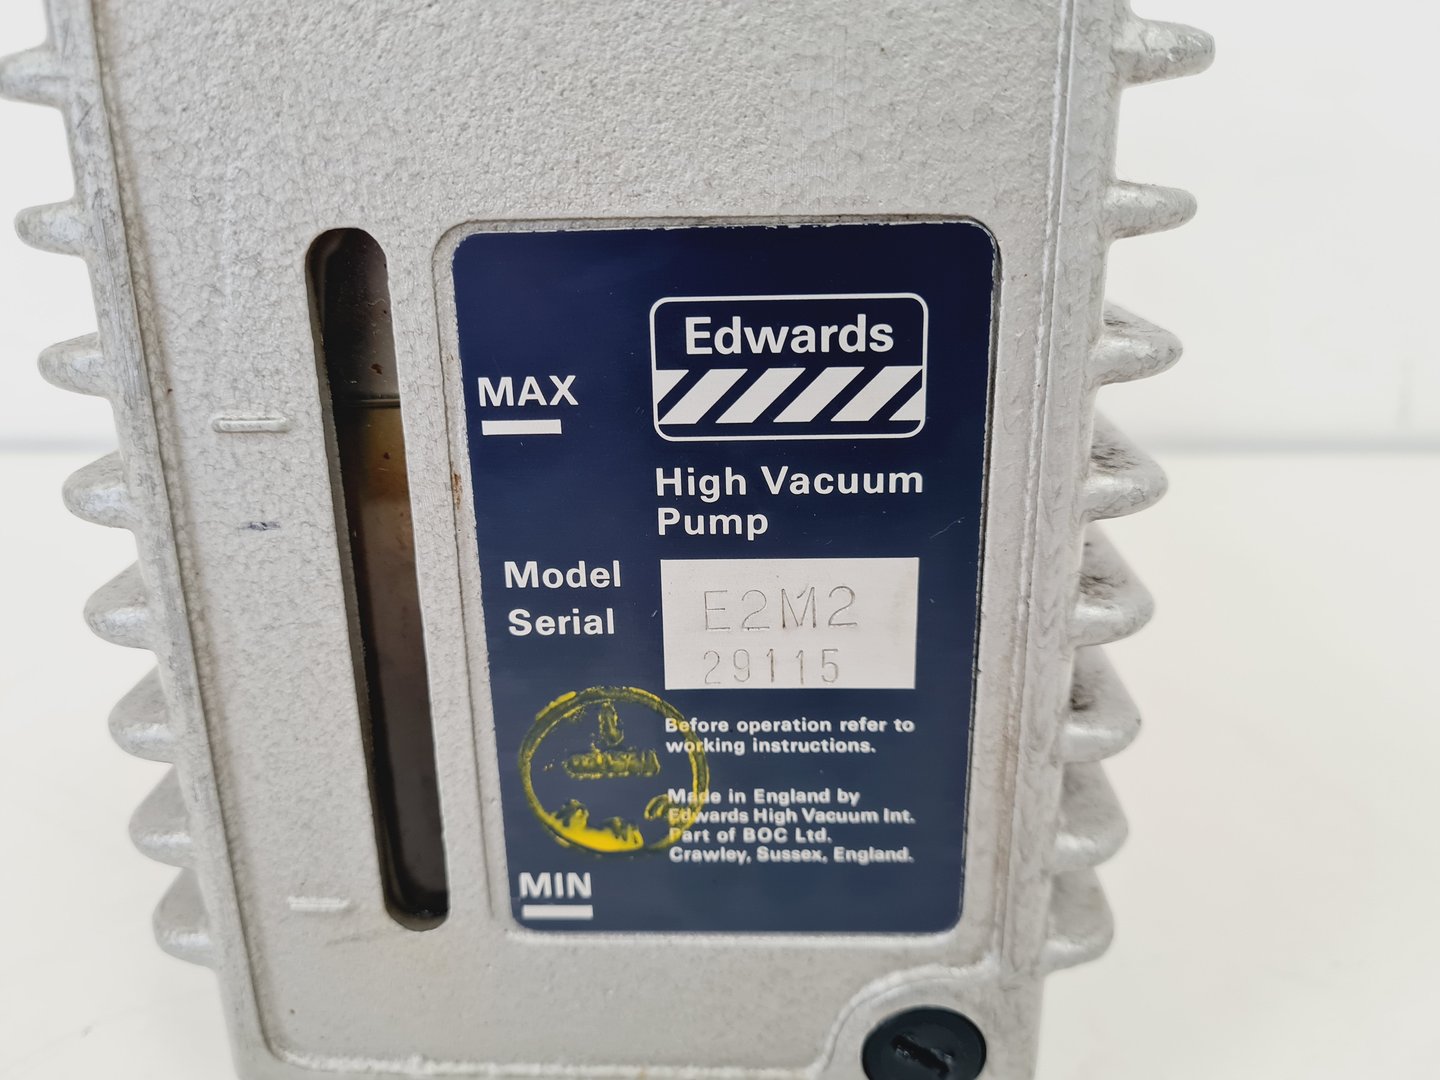 Edwards
MAX
High Vacuum
Pump
Model E2M2
Serial 29115
Before operation refer to
working instructions.
Made in England by
Edwards High Vacuum Int.
Part of BOC Ltd.
Crawley, Sussex, England.
MIN